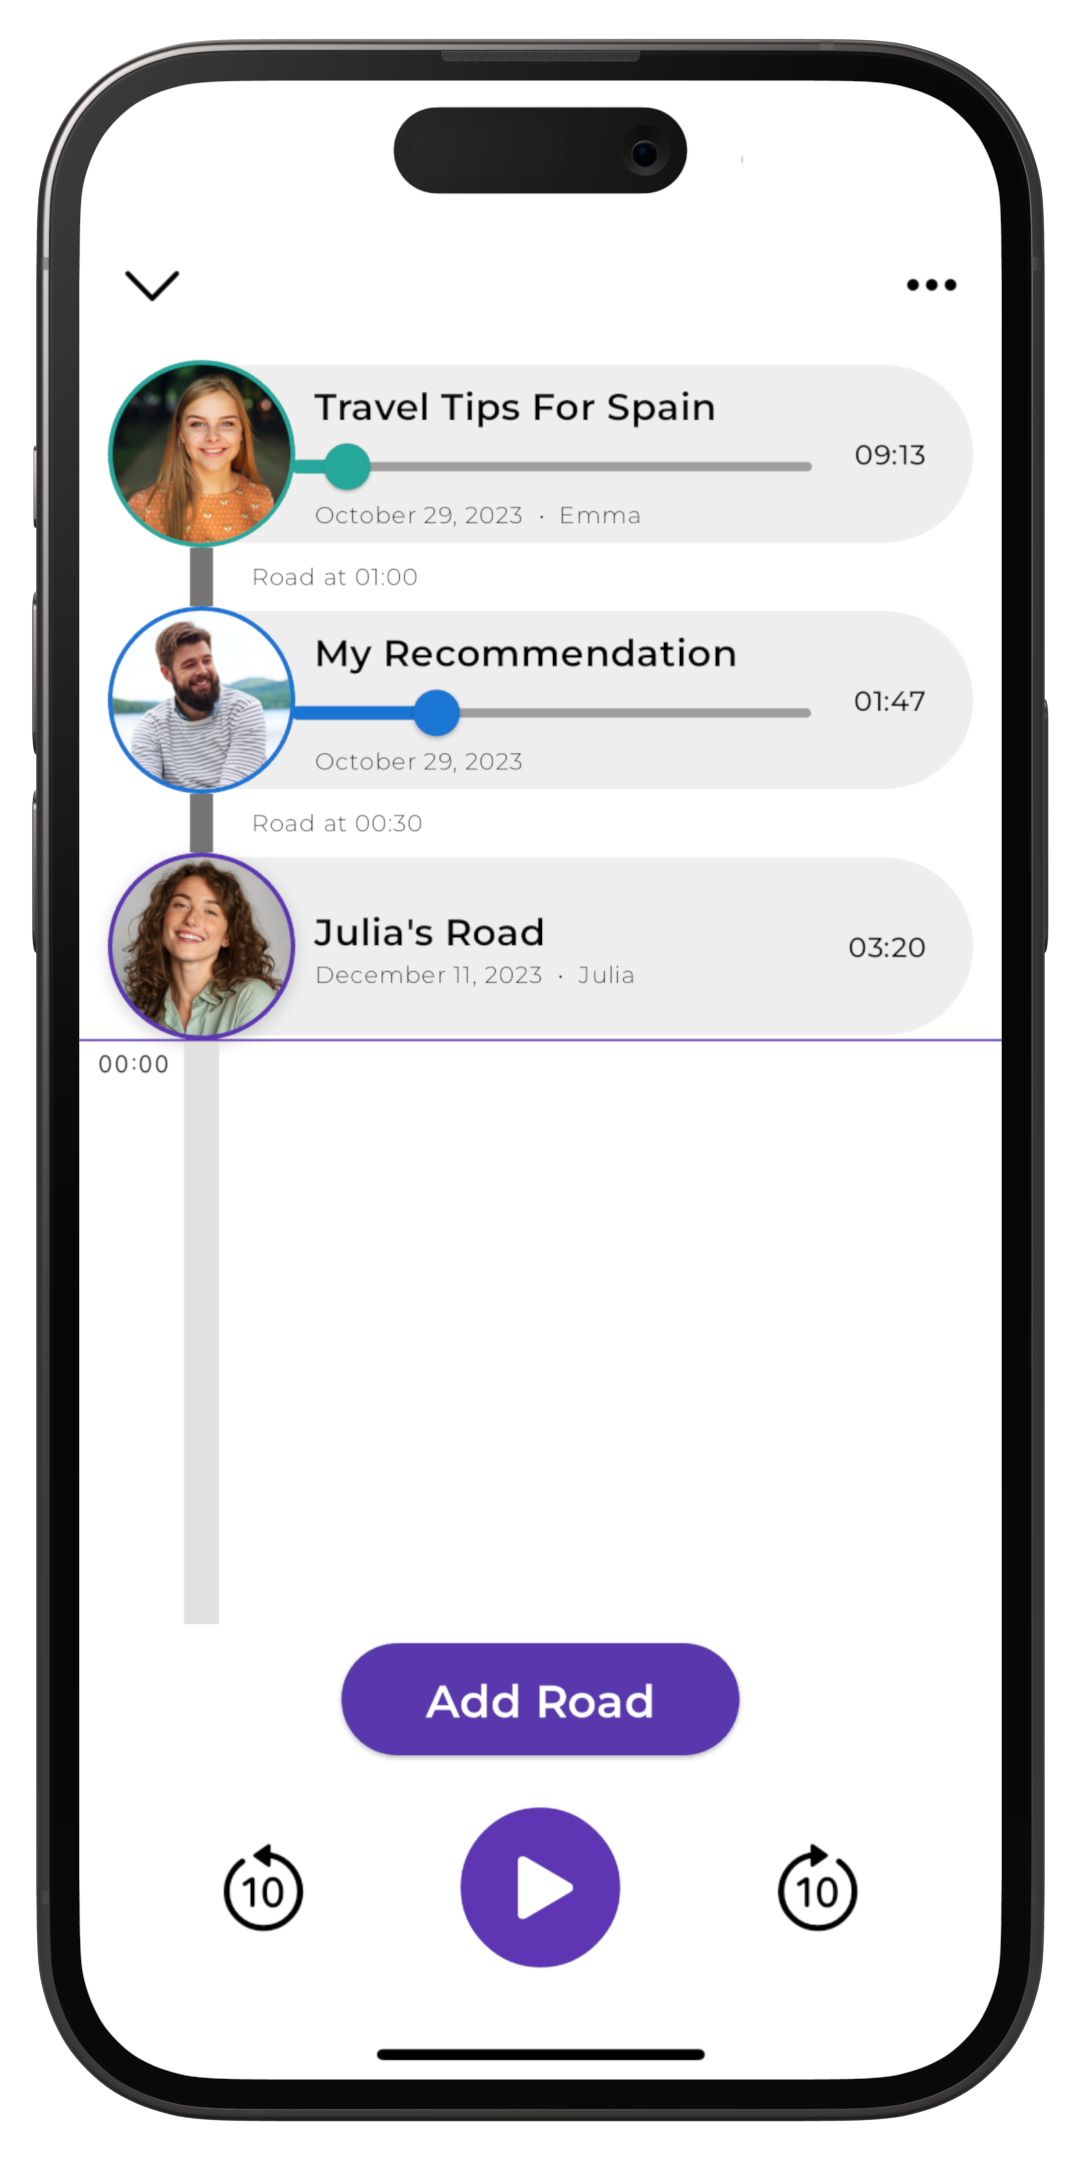 Travel Tips For Spain
09:13
October 29, 2023 · Emma
Road at 01:00
My Recommendation
01:47
October 29, 2023
Road at 00:30
Julia's Road
03:20
December 11, 2023 · Julia
00:00
Add Road
10
10